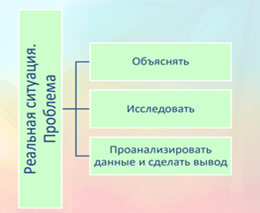 Реальная ситуация.
Проблема
Объяснять
Исследовать
Проанализировать
данные и сделать вывод